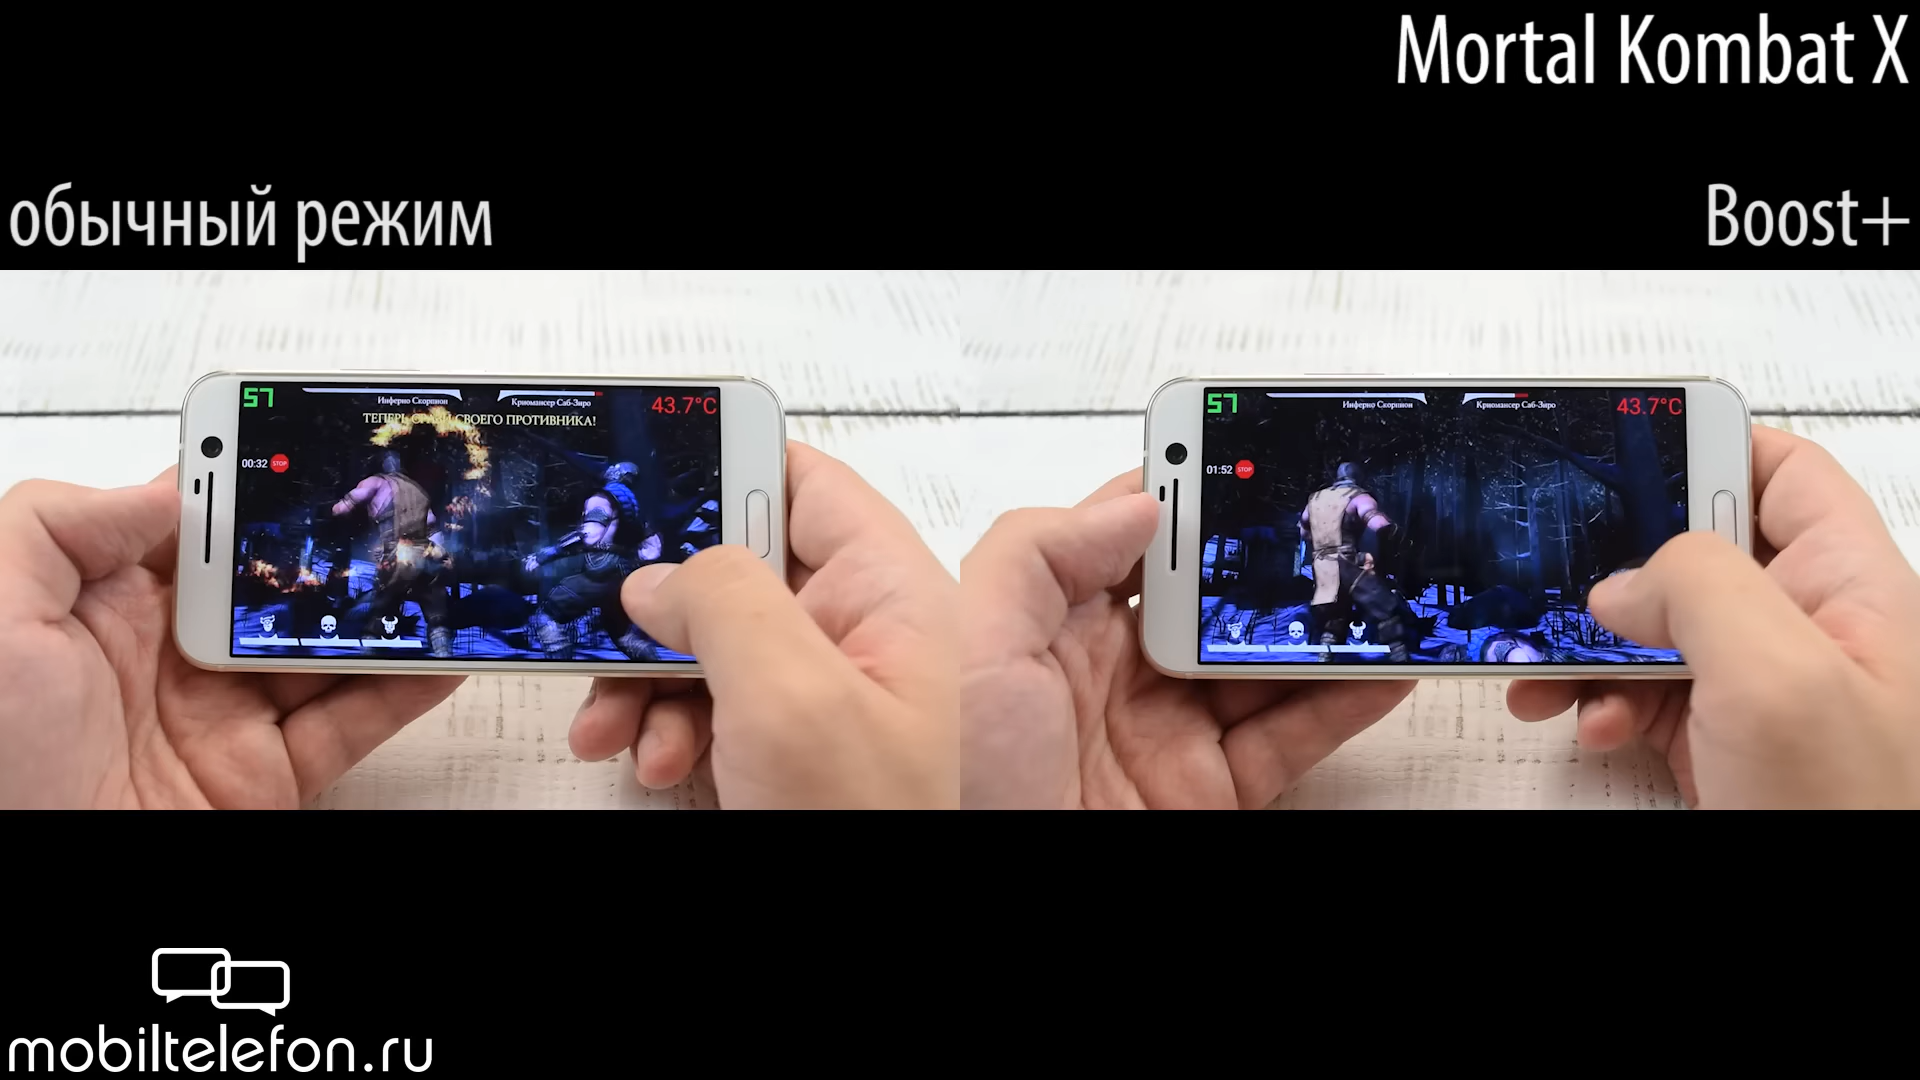 Mortal Kombat X
обычный режим
Boost+
57
Инферно Скорпион
Криомансер Саб-Зиро
43.7°C
ТЕПЕРЬ СРАЗИ СВОЕГО ПРОТИВНИКА!
00:32
STOP
57
Инферно Скорпион
Криомансер Саб-Зиро
43.7°C
01:52
STOP
mobiltelefon.ru